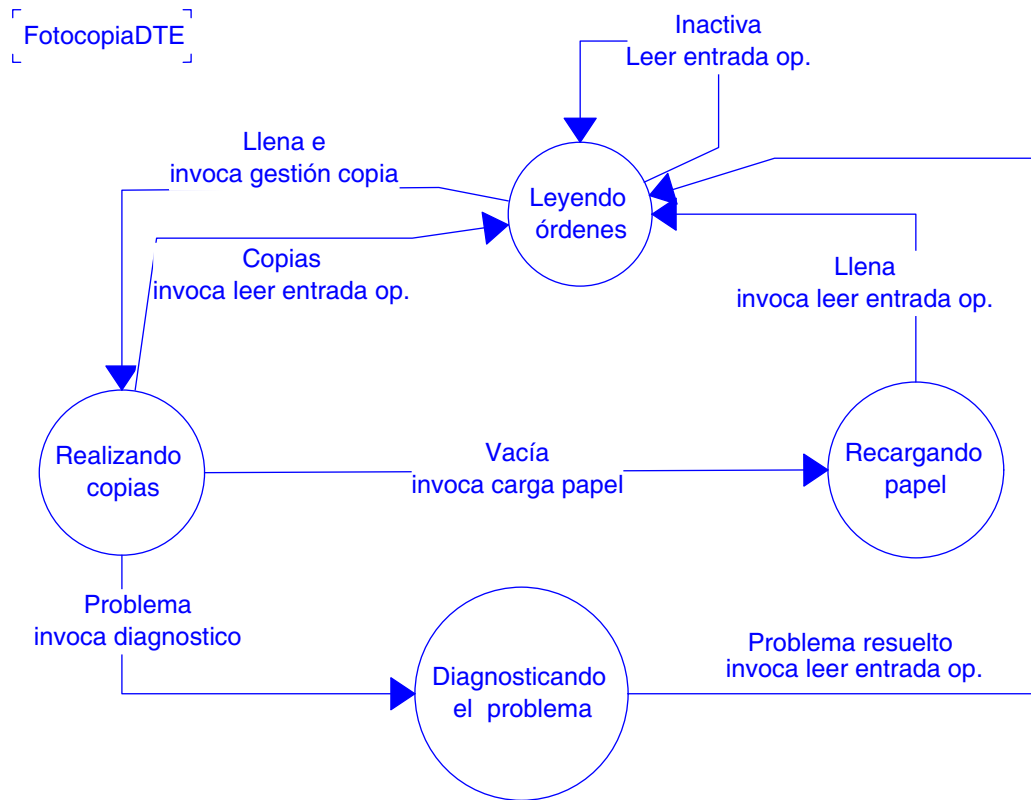 FotocopiaDTE
Inactiva
Leer entrada op.
Llena e
invoca gestión copia
Leyendo
órdenes
Copias
invoca leer entrada op.
Llena
invoca leer entrada op.
Realizando
copias
Vacía
invoca carga papel
Recargando
papel
Problema
invoca diagnostico
Diagnosticando
el problema
Problema resuelto
invoca leer entrada op.